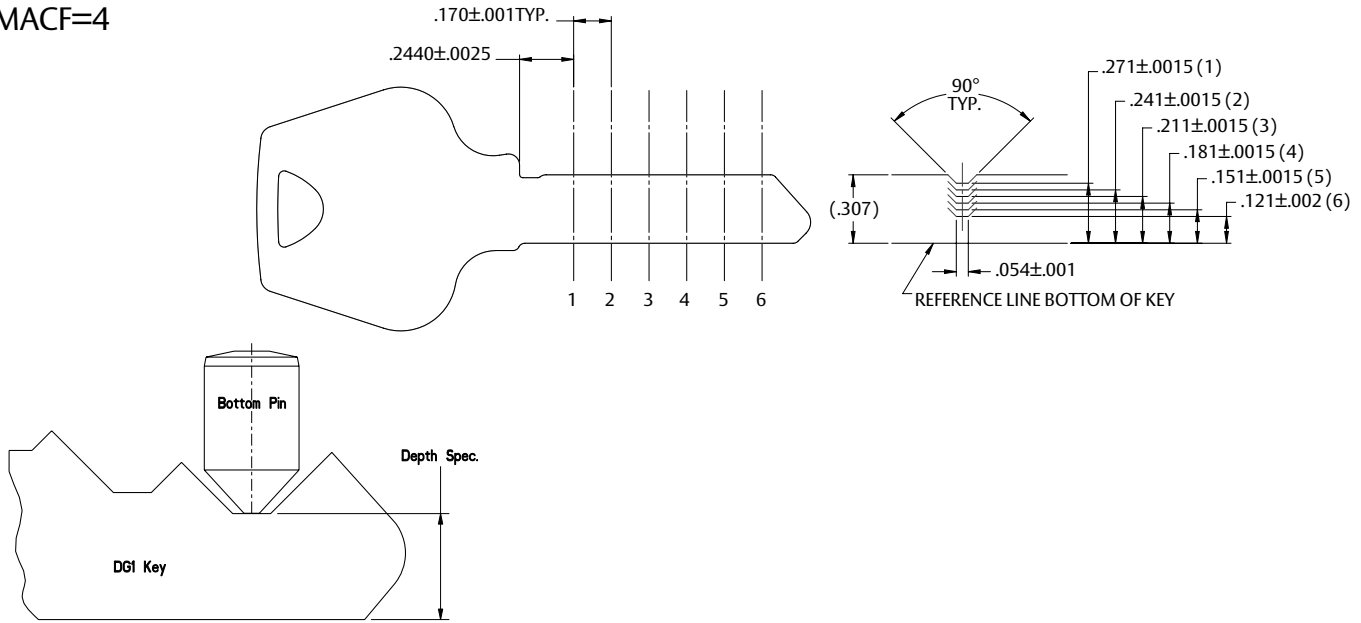 MACF=4
.170±.001TYP.
.2440±.0025
1 2 3 4 5 6
90°
TYP.
.271±.0015 (1)
.241±.0015 (2)
.211±.0015 (3)
.181±.0015 (4)
.151±.0015 (5)
.121±.002 (6)
(.307)
.054±.001
REFERENCE LINE BOTTOM OF KEY
Bottom Pin
Depth Spec.
DG1 Key